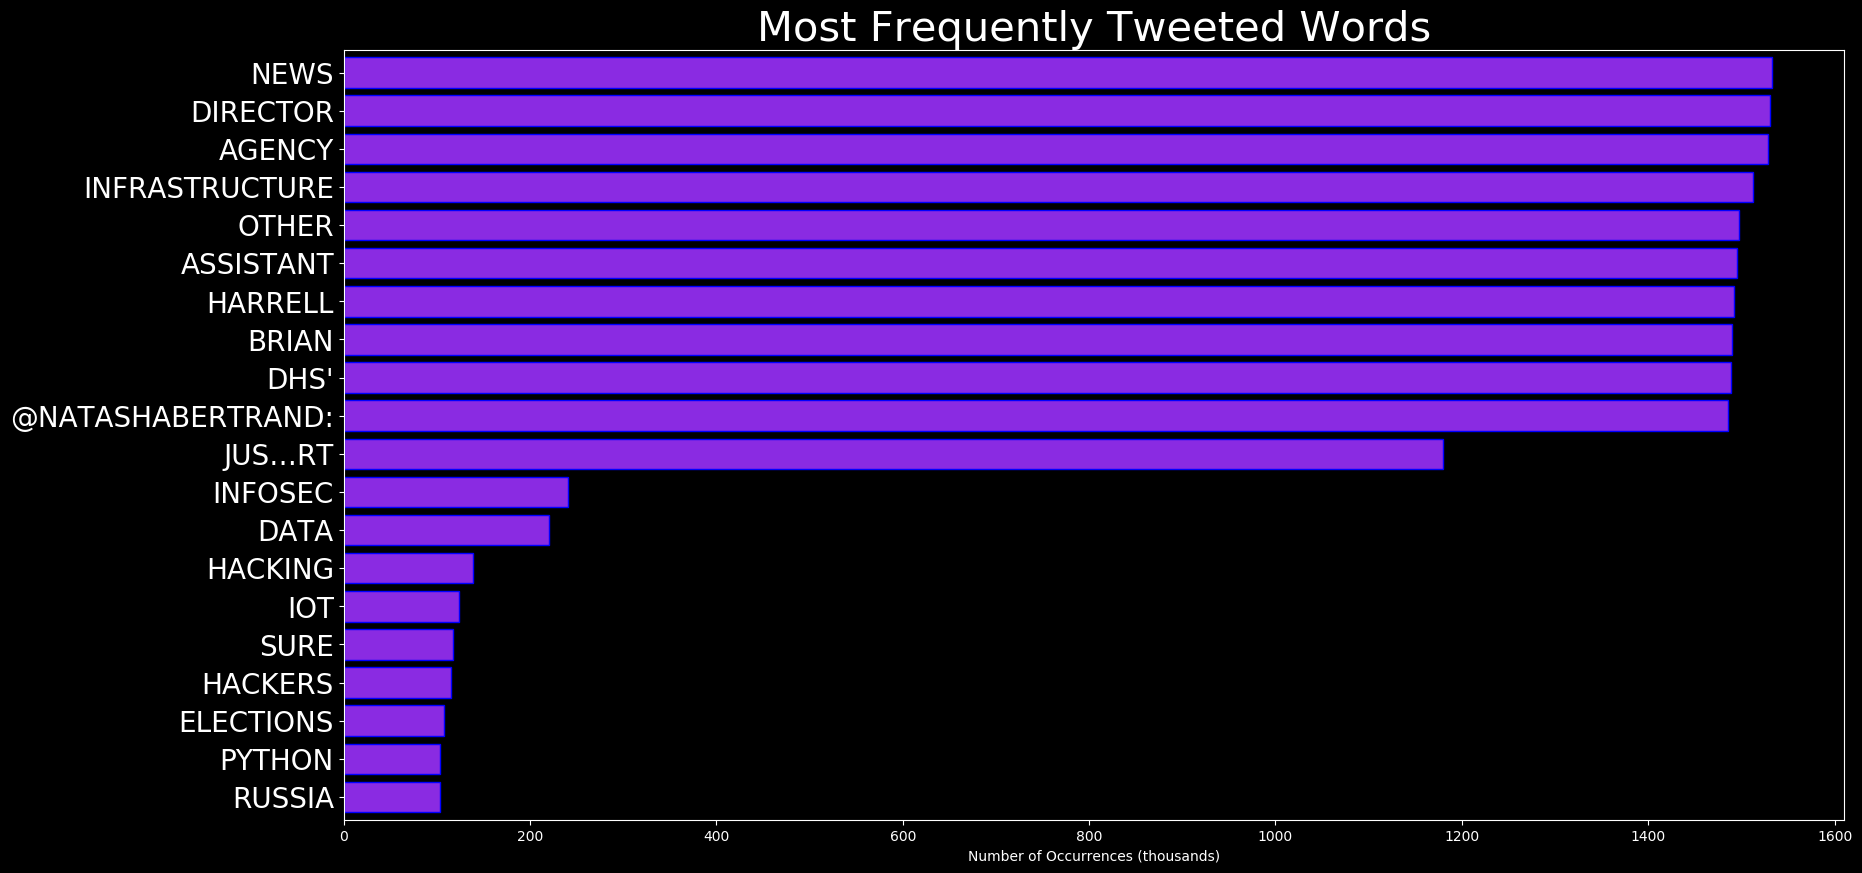 Most Frequently Tweeted Words
NEWS
DIRECTOR
AGENCY
INFRASTRUCTURE
OTHER
ASSISTANT
HARRELL
BRIAN
DHS'
@NATASHABERTRAND:
JUS…RT
INFOSEC
DATA
HACKING
IOT
SURE
HACKERS
ELECTIONS
PYTHON
RUSSIA
0 200 400 600 800 1000 1200 1400 1600
Number of Occurrences (thousands)